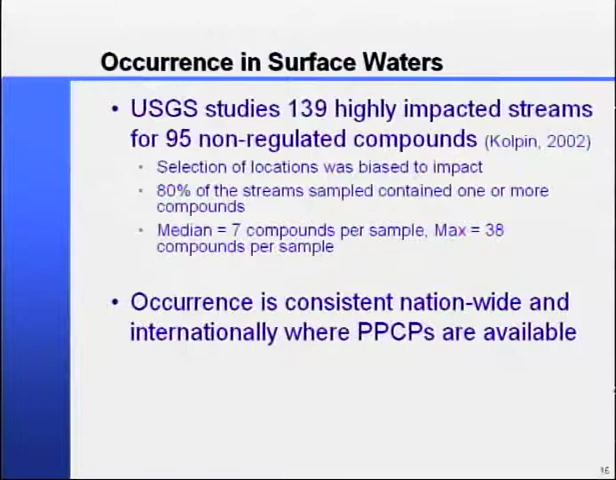 Occurrence in Surface Waters
• USGS studies 139 highly impacted streams
for 95 non-regulated compounds (Kolpin, 2002)
• Selection of locations was biased to impact
• 80% of the streams sampled contained one or more
compounds
• Median = 7 compounds per sample, Max = 38
compounds per sample
• Occurrence is consistent nation-wide and
internationally where PPCPs are available
16